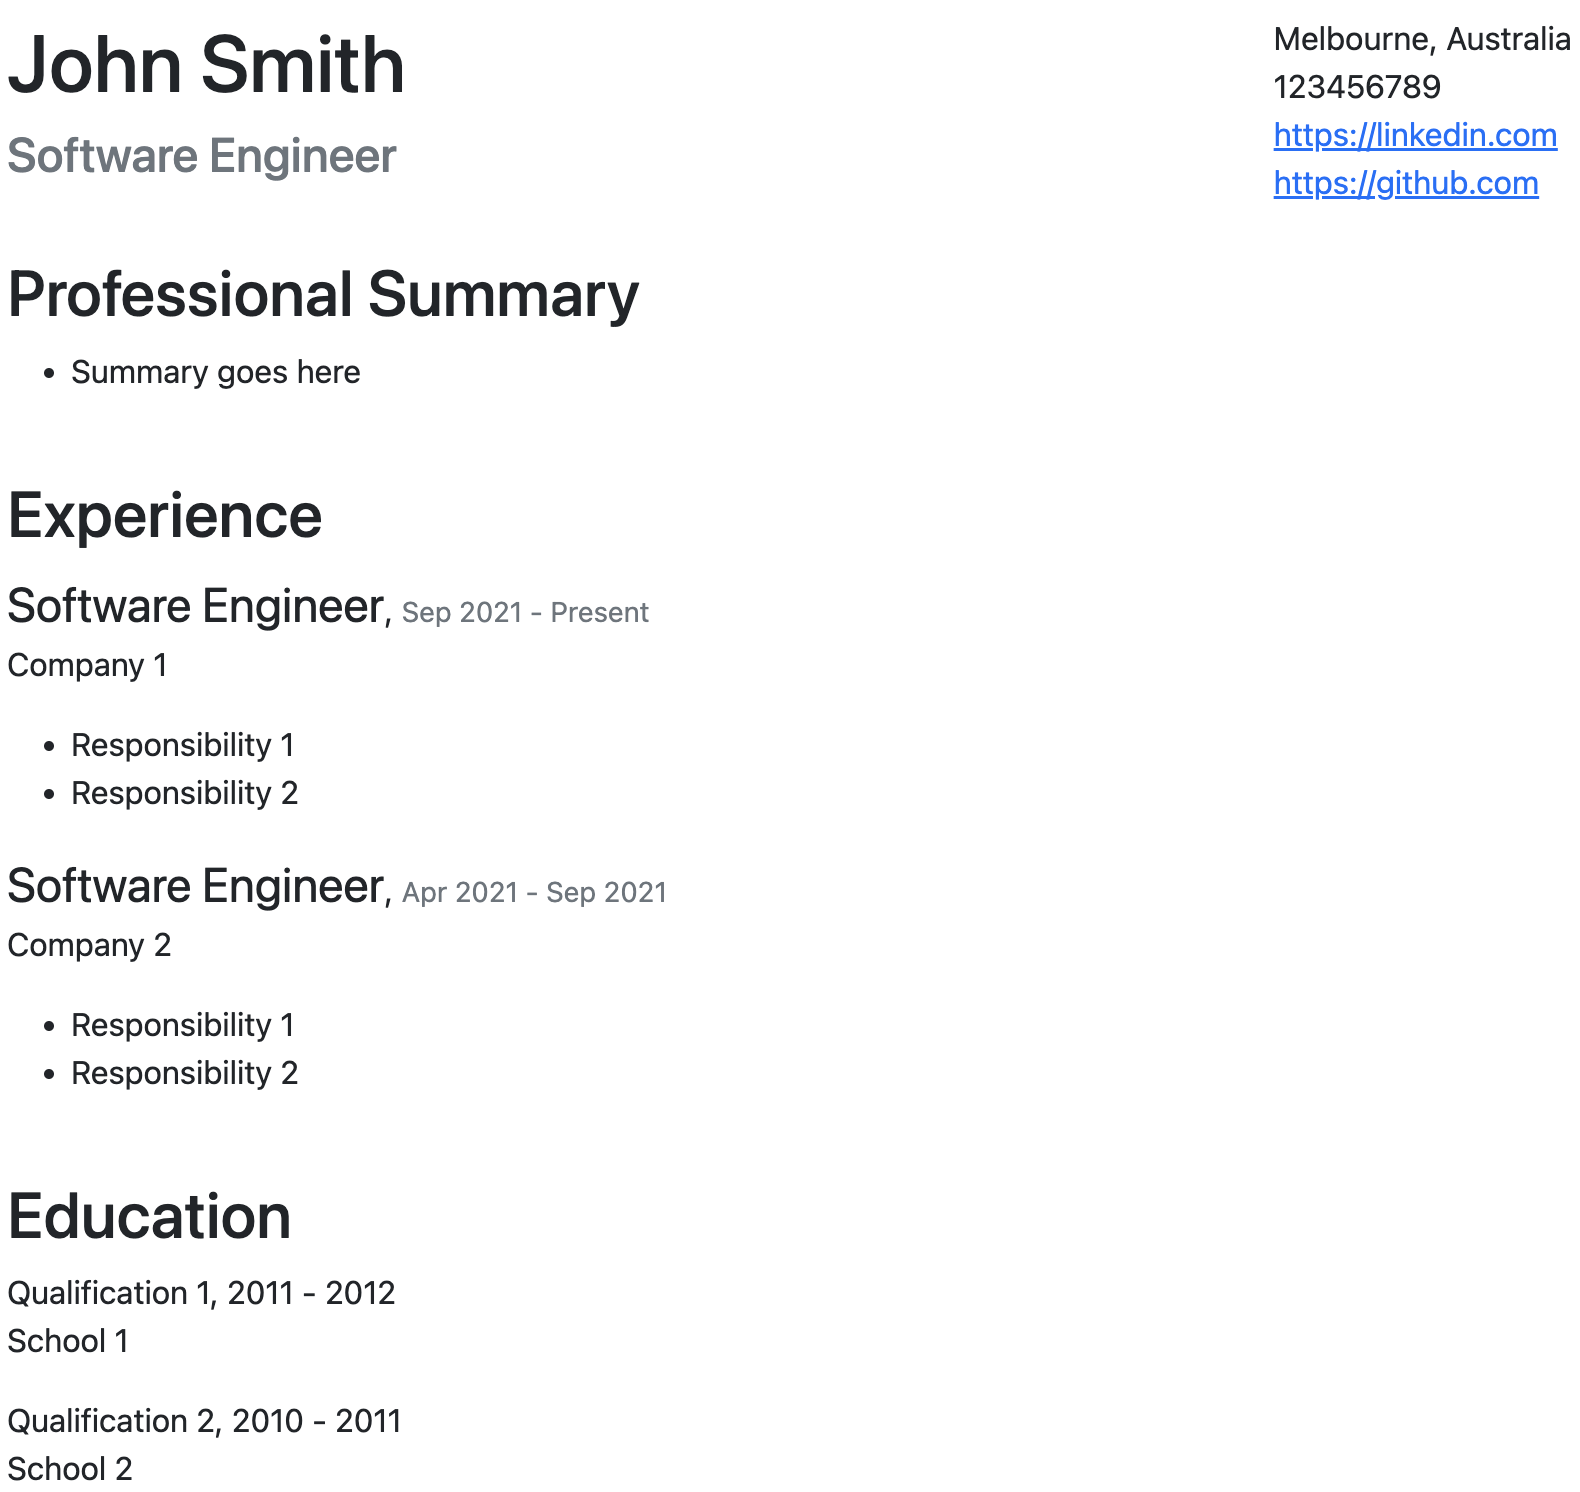 John Smith
Software Engineer
Melbourne, Australia
123456789
https://linkedin.com
https://github.com
Professional Summary
• Summary goes here
Experience
Software Engineer, Sep 2021 - Present
Company 1
• Responsibility 1
• Responsibility 2
Software Engineer, Apr 2021 - Sep 2021
Company 2
• Responsibility 1
• Responsibility 2
Education
Qualification 1, 2011 - 2012
School 1
Qualification 2, 2010 - 2011
School 2